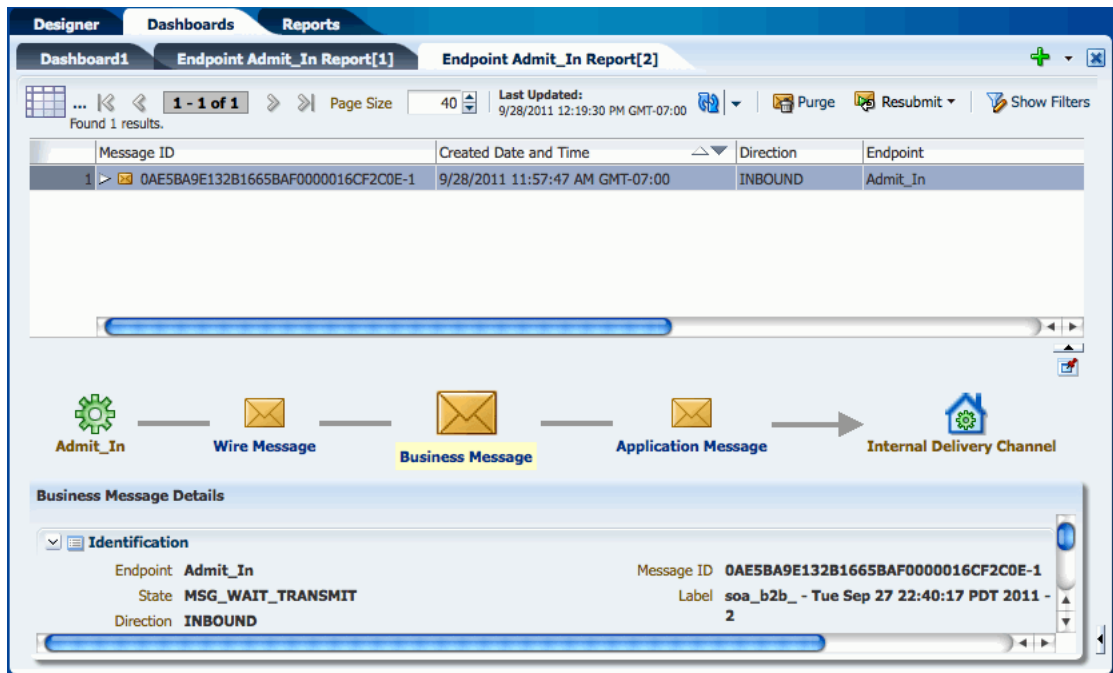 Designer Dashboards Reports
Dashboard1 Endpoint Admit_In Report[1] Endpoint Admit_In Report[2]
... 1 - 1 of 1 Page Size 40 Last Updated: Purge Resubmit Show Filters
9/28/2011 12:19:30 PM GMT-07:00
Found 1 results.
Message ID Created Date and Time Direction Endpoint
1 0AE5BA9E132B1665BAF0000016CF2C0E-1 9/28/2011 11:57:47 AM GMT-07:00 INBOUND Admit_In
Admit_In Wire Message Business Message Application Message Internal Delivery Channel
Business Message Details
Identification
Endpoint Admit_In Message ID 0AE5BA9E132B1665BAF0000016CF2C0E-1
State MSG_WAIT_TRANSMIT Label soa_b2b_ - Tue Sep 27 22:40:17 PDT 2011 -
2
Direction INBOUND